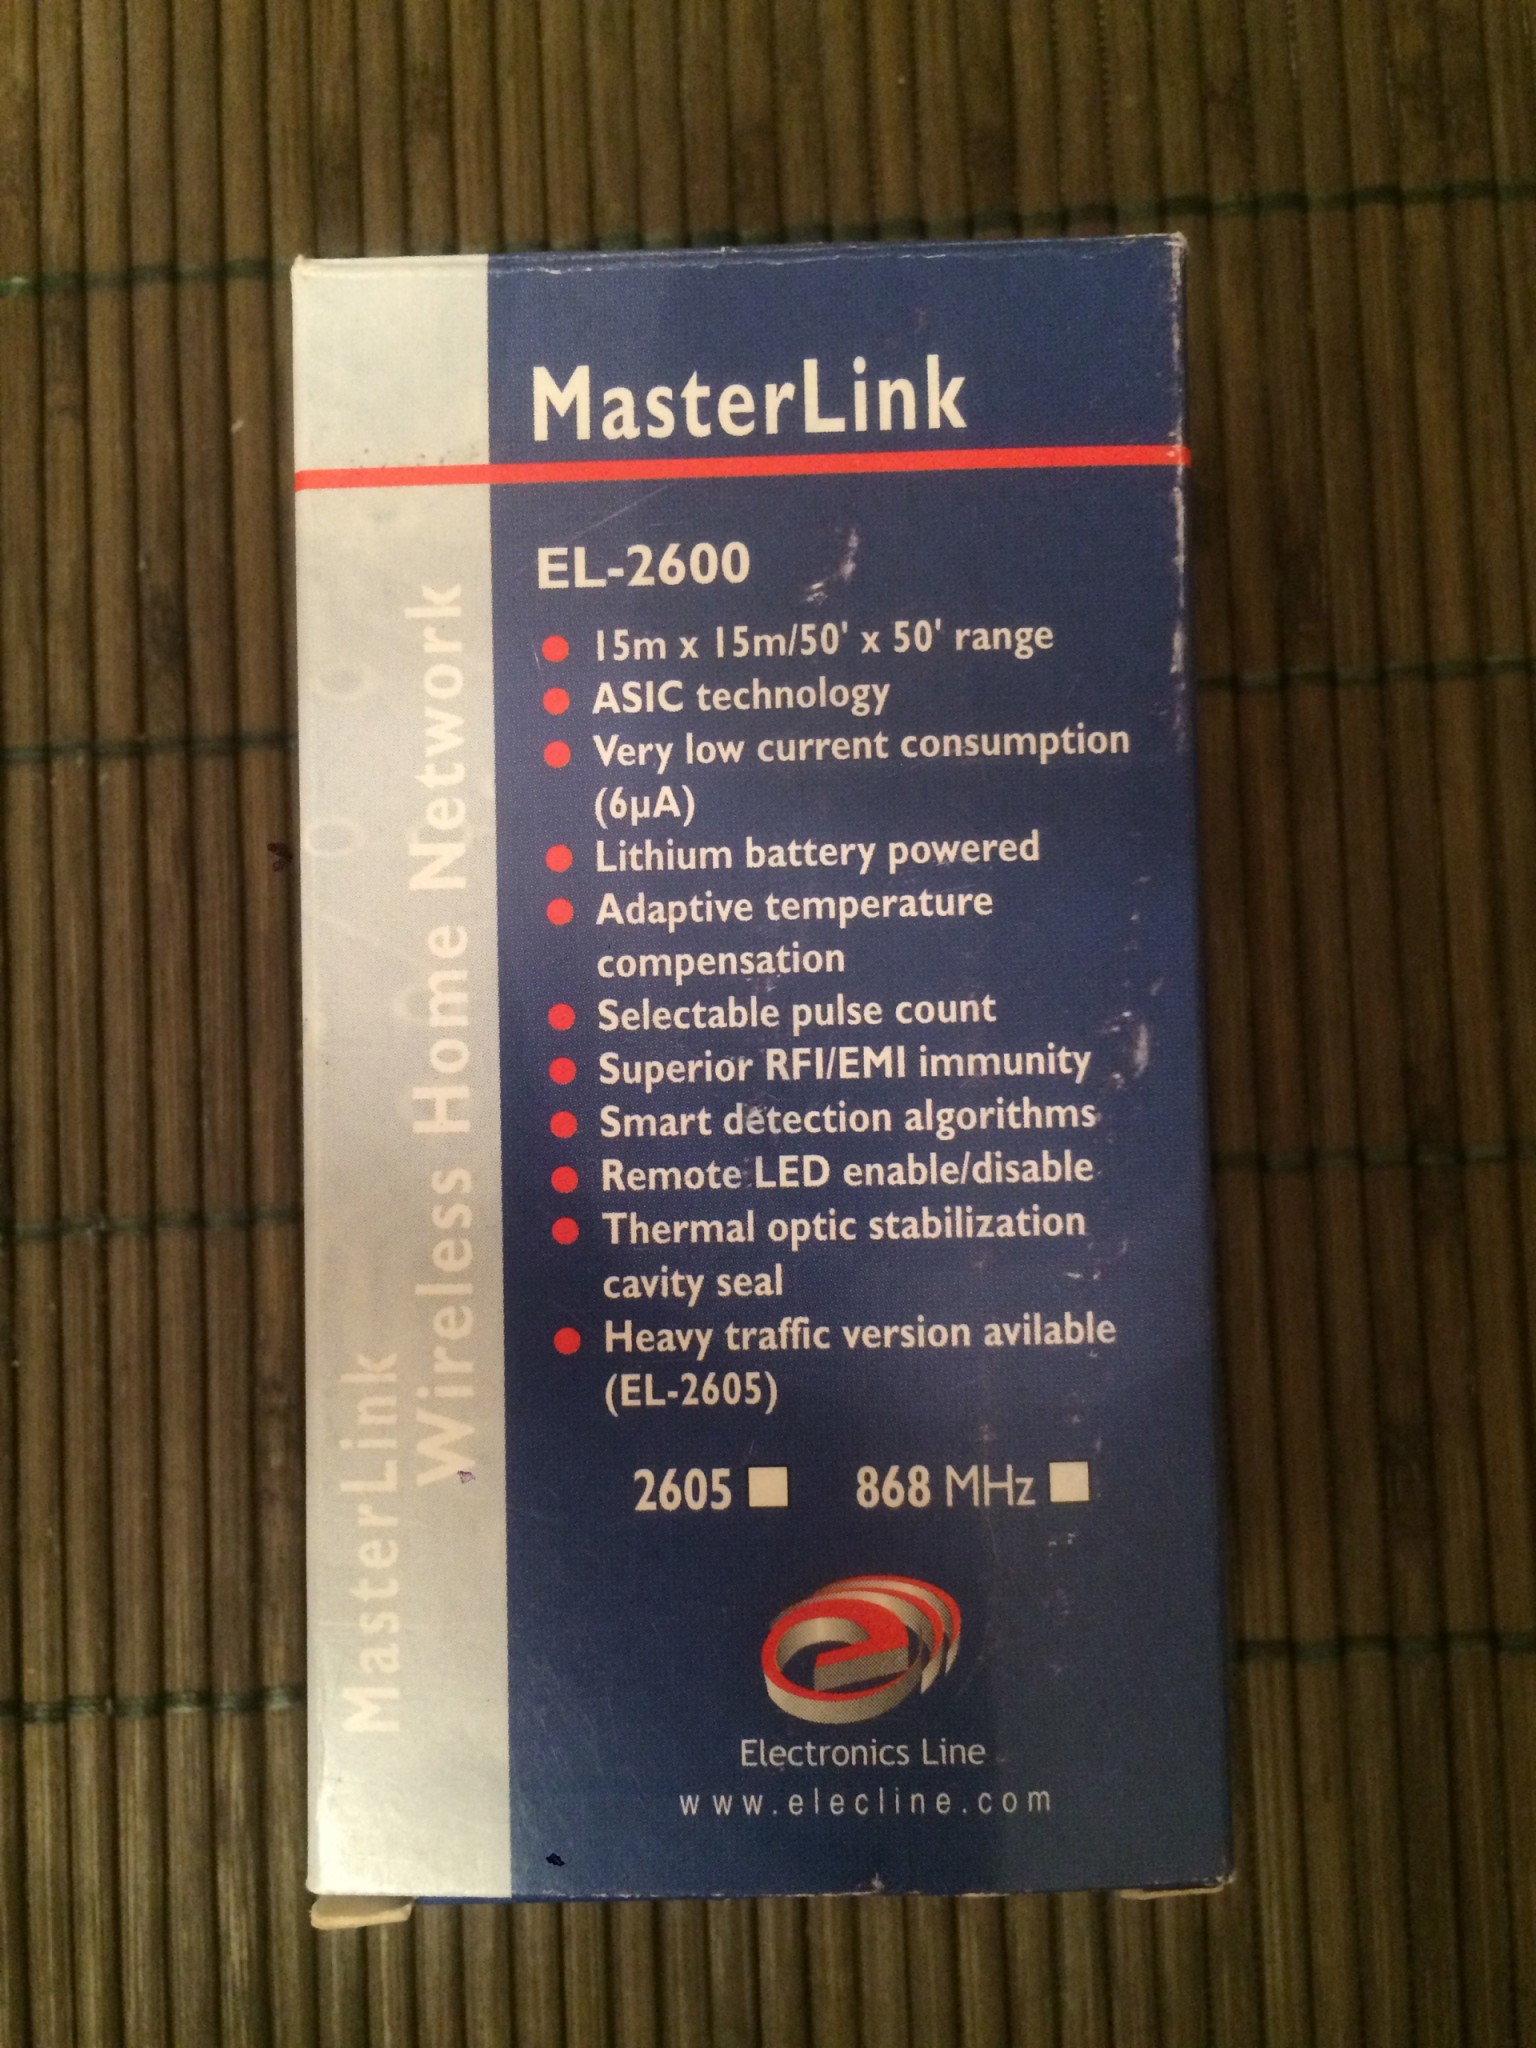 MasterLink
EL-2600
15m x 15m/50' x 50' range
ASIC technology
Very low current consumption
(6µA)
Lithium battery powered
Adaptive temperature
compensation
Selectable pulse count
Superior RFI/EMI immunity
Smart detection algorithms
Remote LED enable/disable
Thermal optic stabilization
cavity seal
Heavy traffic version avilable
(EL-2605)
2605 868 MHz
Electronics Line
www.elecline.com
MasterLink
Wireless Home Network